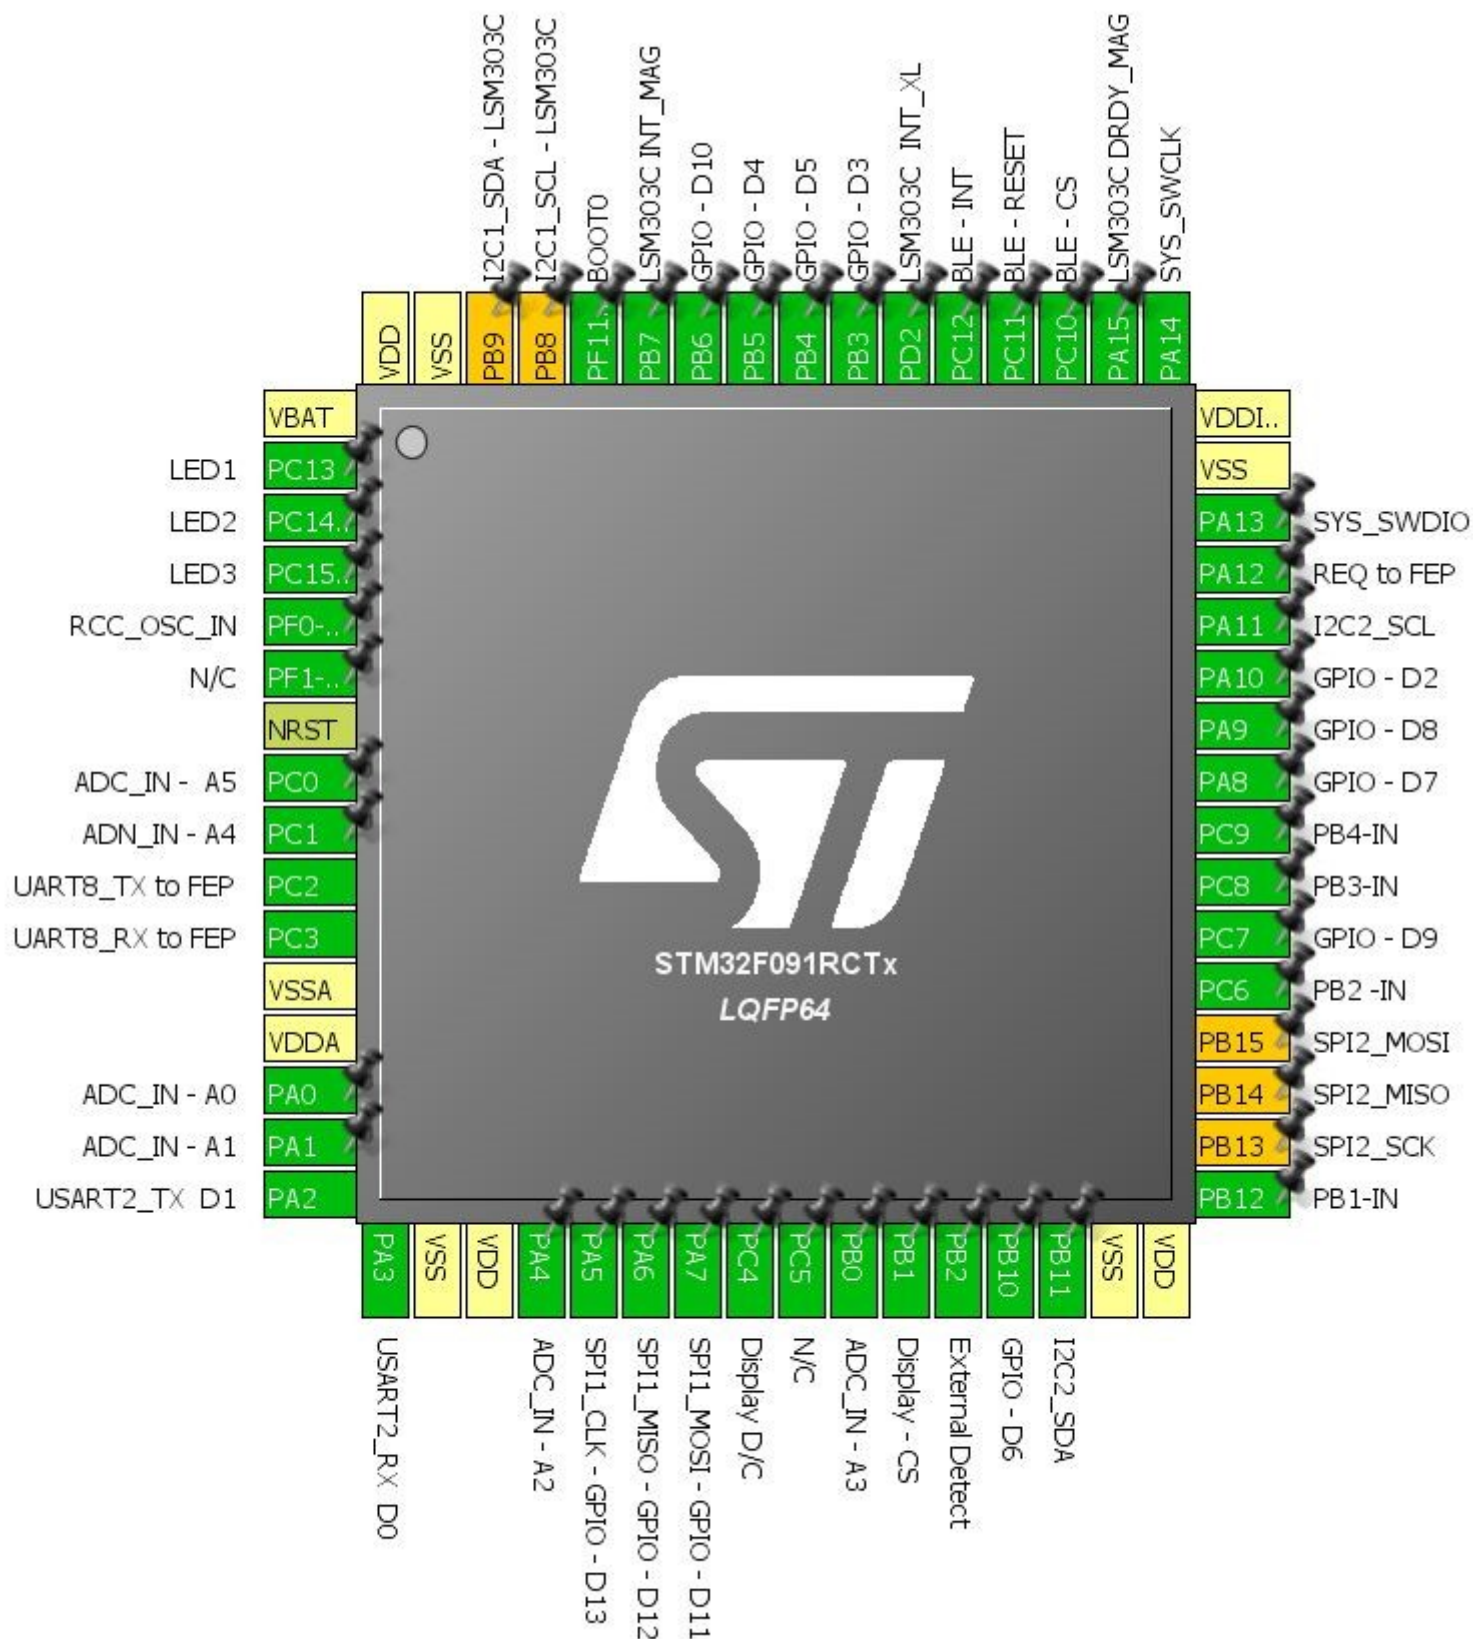 I2C1_SDA - LSM303C
I2C1_SCL - LSM303C
BOOT0
LSM303C INT_MAG
GPIO - D10
GPIO - D4
GPIO - D5
GPIO - D3
LSM303C INT_XL
BLE - INT
BLE - RESET
BLE - CS
LSM303C DRDY_MAG
SYS_SWCLK
VDD
VSS
PB9
PB8
PF11..
PB7
PB6
PB5
PB4
PB3
PD2
PC12
PC11
PC10
PA15
PA14
VBAT
LED1 PC13
LED2 PC14..
LED3 PC15..
RCC_OSC_IN PF0-..
N/C PF1-..
NRST
ADC_IN - A5 PC0
ADN_IN - A4 PC1
UART8_TX to FEP PC2
UART8_RX to FEP PC3
VSSA
VDDA
ADC_IN - A0 PA0
ADC_IN - A1 PA1
USART2_TX D1 PA2
ST
STM32F091RCTx
LQFP64
VDDI..
VSS
PA13 SYS_SWDIO
PA12 REQ to FEP
PA11 I2C2_SCL
PA10 GPIO - D2
PA9 GPIO - D8
PA8 GPIO - D7
PC9 PB4-IN
PC8 PB3-IN
PC7 GPIO - D9
PC6 PB2 -IN
PB15 SPI2_MOSI
PB14 SPI2_MISO
PB13 SPI2_SCK
PB12 PB1-IN
PA3
VSS
VDD
PA4
PA5
PA6
PA7
PC4
PC5
PB0
PB1
PB2
PB10
PB11
VSS
VDD
USART2_RX D0
ADC_IN - A2
SPI1_CLK - GPIO - D13
SPI1_MISO - GPIO - D12
SPI1_MOSI - GPIO - D11
Display D/C
N/C
ADC_IN - A3
Display - CS
External Detect
GPIO - D6
I2C2_SDA